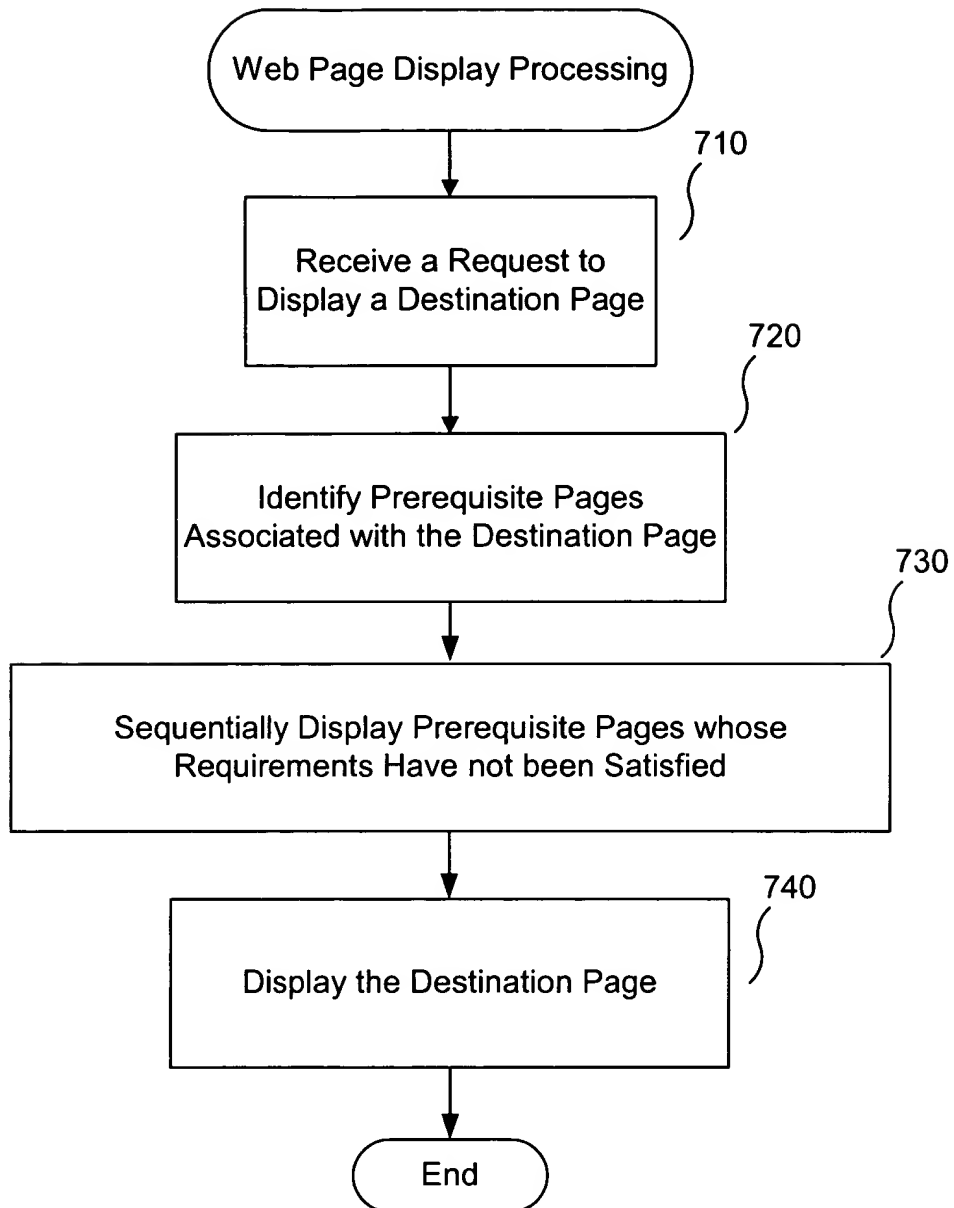 Web Page Display Processing
710
Receive a Request to
Display a Destination Page
720
Identify Prerequisite Pages
Associated with the Destination Page
730
Sequentially Display Prerequisite Pages whose
Requirements Have not been Satisfied
740
Display the Destination Page
End